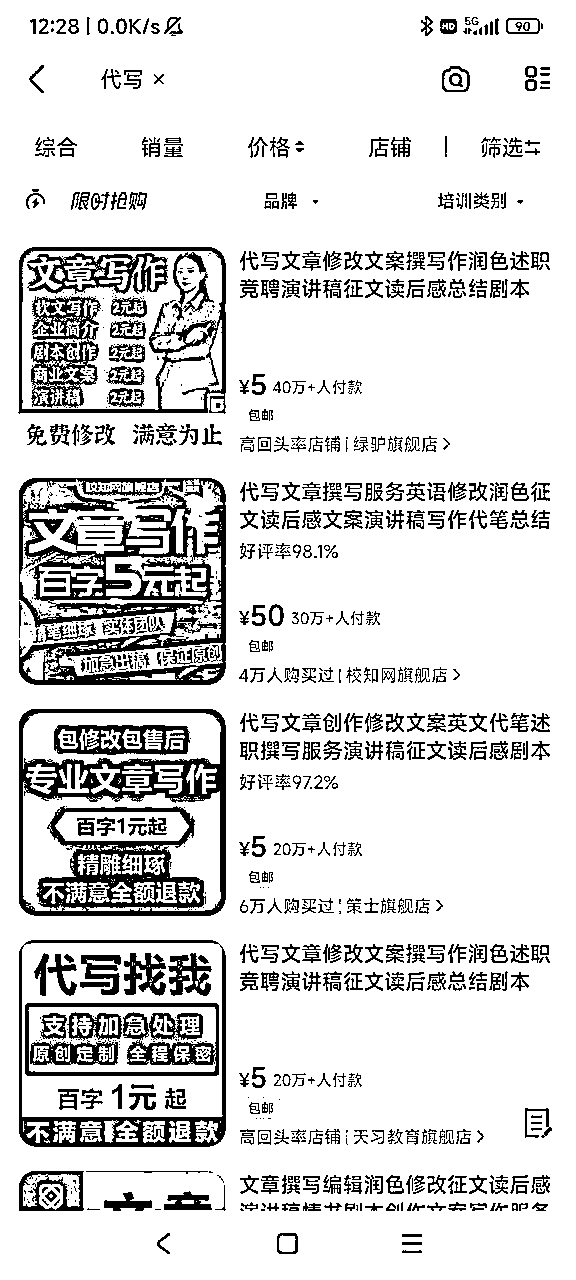 12:28 | 0.0K/s
HD 5G 90
代写 ×
综合 销量 价格 店铺 | 筛选
限时抢购 品牌 培训类别
文章写作
软文写作 2元起
企业简介 2元起
剧本创作 2元起
商业文案 2元起
演讲稿 2元起
免费修改 满意为止
代写文章修改文案撰写作润色述职
竞聘演讲稿征文读后感总结剧本
¥5 40万+人付款
包邮
高回头率店铺 | 绿驴旗舰店 >
文章写作
百字5元起
精笔细琢 实体团队
加急出稿 保证原创
代写文章撰写服务英语修改润色征
文读后感文案演讲稿写作代笔总结
好评率98.1%
¥50 30万+人付款
包邮
4万人购买过 | 校知网旗舰店 >
包修改包售后
专业文章写作
百字1元起
精雕细琢
不满意全额退款
代写文章创作修改文案英文代笔述
职撰写服务演讲稿征文读后感剧本
好评率97.2%
¥5 20万+人付款
包邮
6万人购买过 | 策士旗舰店 >
代写找我
支持加急处理
原创定制 全程保密
百字 1元 起
不满意全额退款
代写文章修改文案撰写作润色述职
竞聘演讲稿征文读后感总结剧本
¥5 20万+人付款
包邮
高回头率店铺 | 天习教育旗舰店 >
文章撰写编辑润色修改征文读后感
演讲稿情书剧本创作文案写作服务